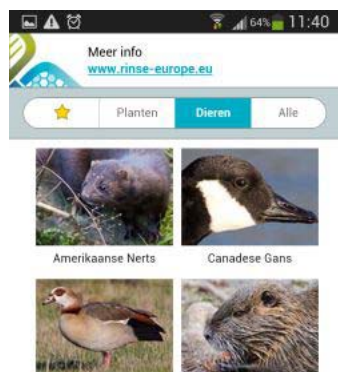 64% 11:40
Meer info
www.rinse-europe.eu
Planten Dieren Alle
Amerikaanse Nerts Canadese Gans